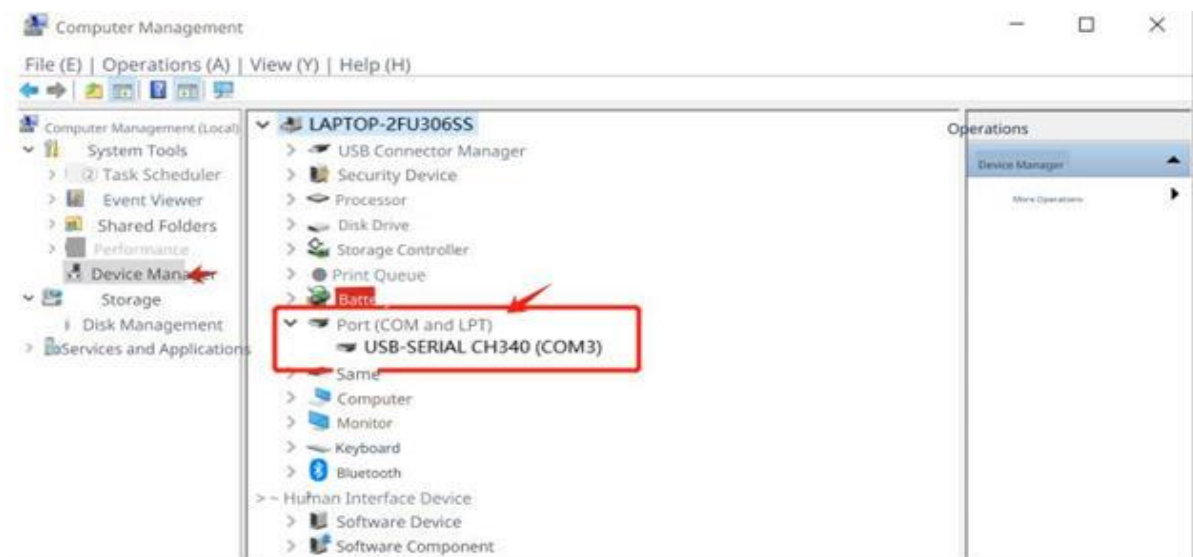 Computer Management
File (E) | Operations (A) | View (Y) | Help (H)
Computer Management (Local)
System Tools
Task Scheduler
Event Viewer
Shared Folders
Performance
Device Manager
Storage
Disk Management
Services and Applications
LAPTOP-2FU306SS
USB Connector Manager
Security Device
Processor
Disk Drive
Storage Controller
Print Queue
Batte
Port (COM and LPT)
USB-SERIAL CH340 (COM3)
Same
Computer
Monitor
Keyboard
Bluetooth
Human Interface Device
Software Device
Software Component
Operations
Device Manager
More Operations